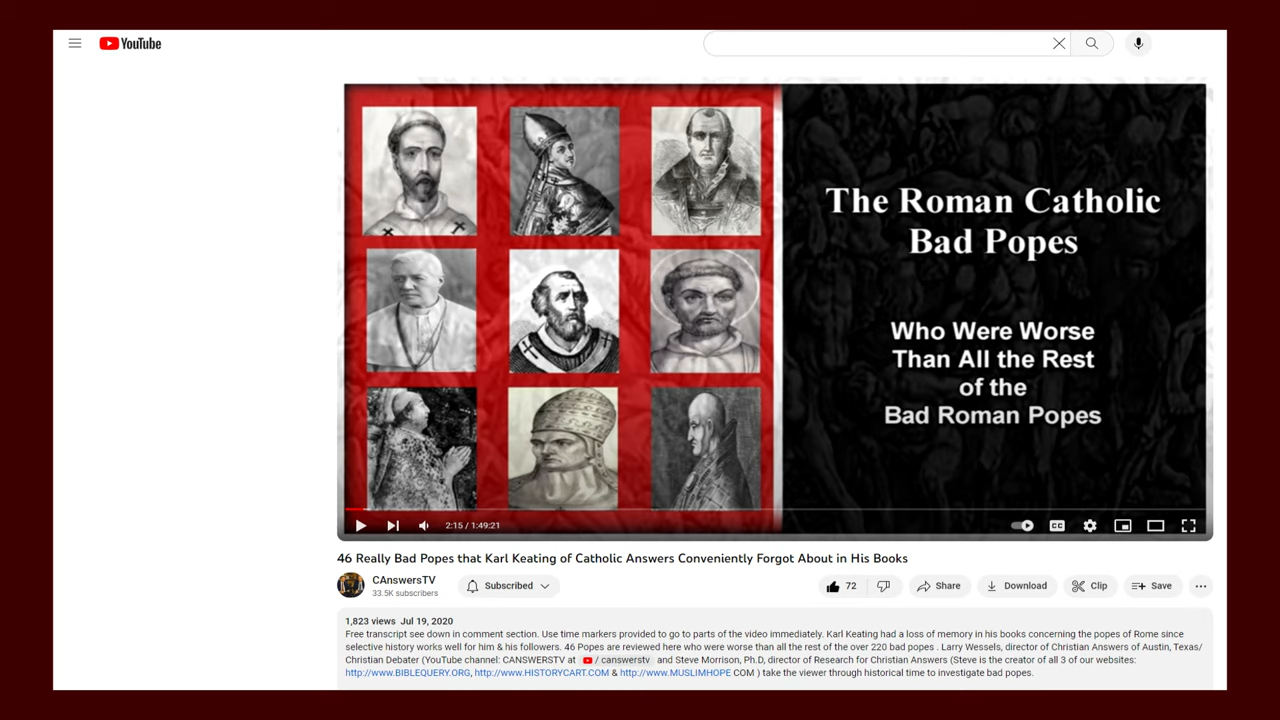 YouTube
The Roman Catholic
Bad Popes
Who Were Worse
Than All the Rest
of the
Bad Roman Popes
2:15 / 1:49:21
CC
46 Really Bad Popes that Karl Keating of Catholic Answers Conveniently Forgot About in His Books
CAnswersTV
33.5K subscribers
Subscribed
72
Share
Download
Clip
Save
1,823 views Jul 19, 2020
Free transcript see down in comment section. Use time markers provided to go to parts of the video immediately. Karl Keating had a loss of memory in his books concerning the popes of Rome since
selective history works well for him & his followers. 46 Popes are reviewed here who were worse than all the rest of the over 220 bad popes . Larry Wessels, director of Christian Answers of Austin, Texas/
Christian Debater (YouTube channel: CANSWERSTV at / canswerstv and Steve Morrison, Ph.D, director of Research for Christian Answers (Steve is the creator of all 3 of our websites:
http://www.BIBLEQUERY.ORG, http://www.HISTORYCART.COM & http://www.MUSLIMHOPE COM ) take the viewer through historical time to investigate bad popes.